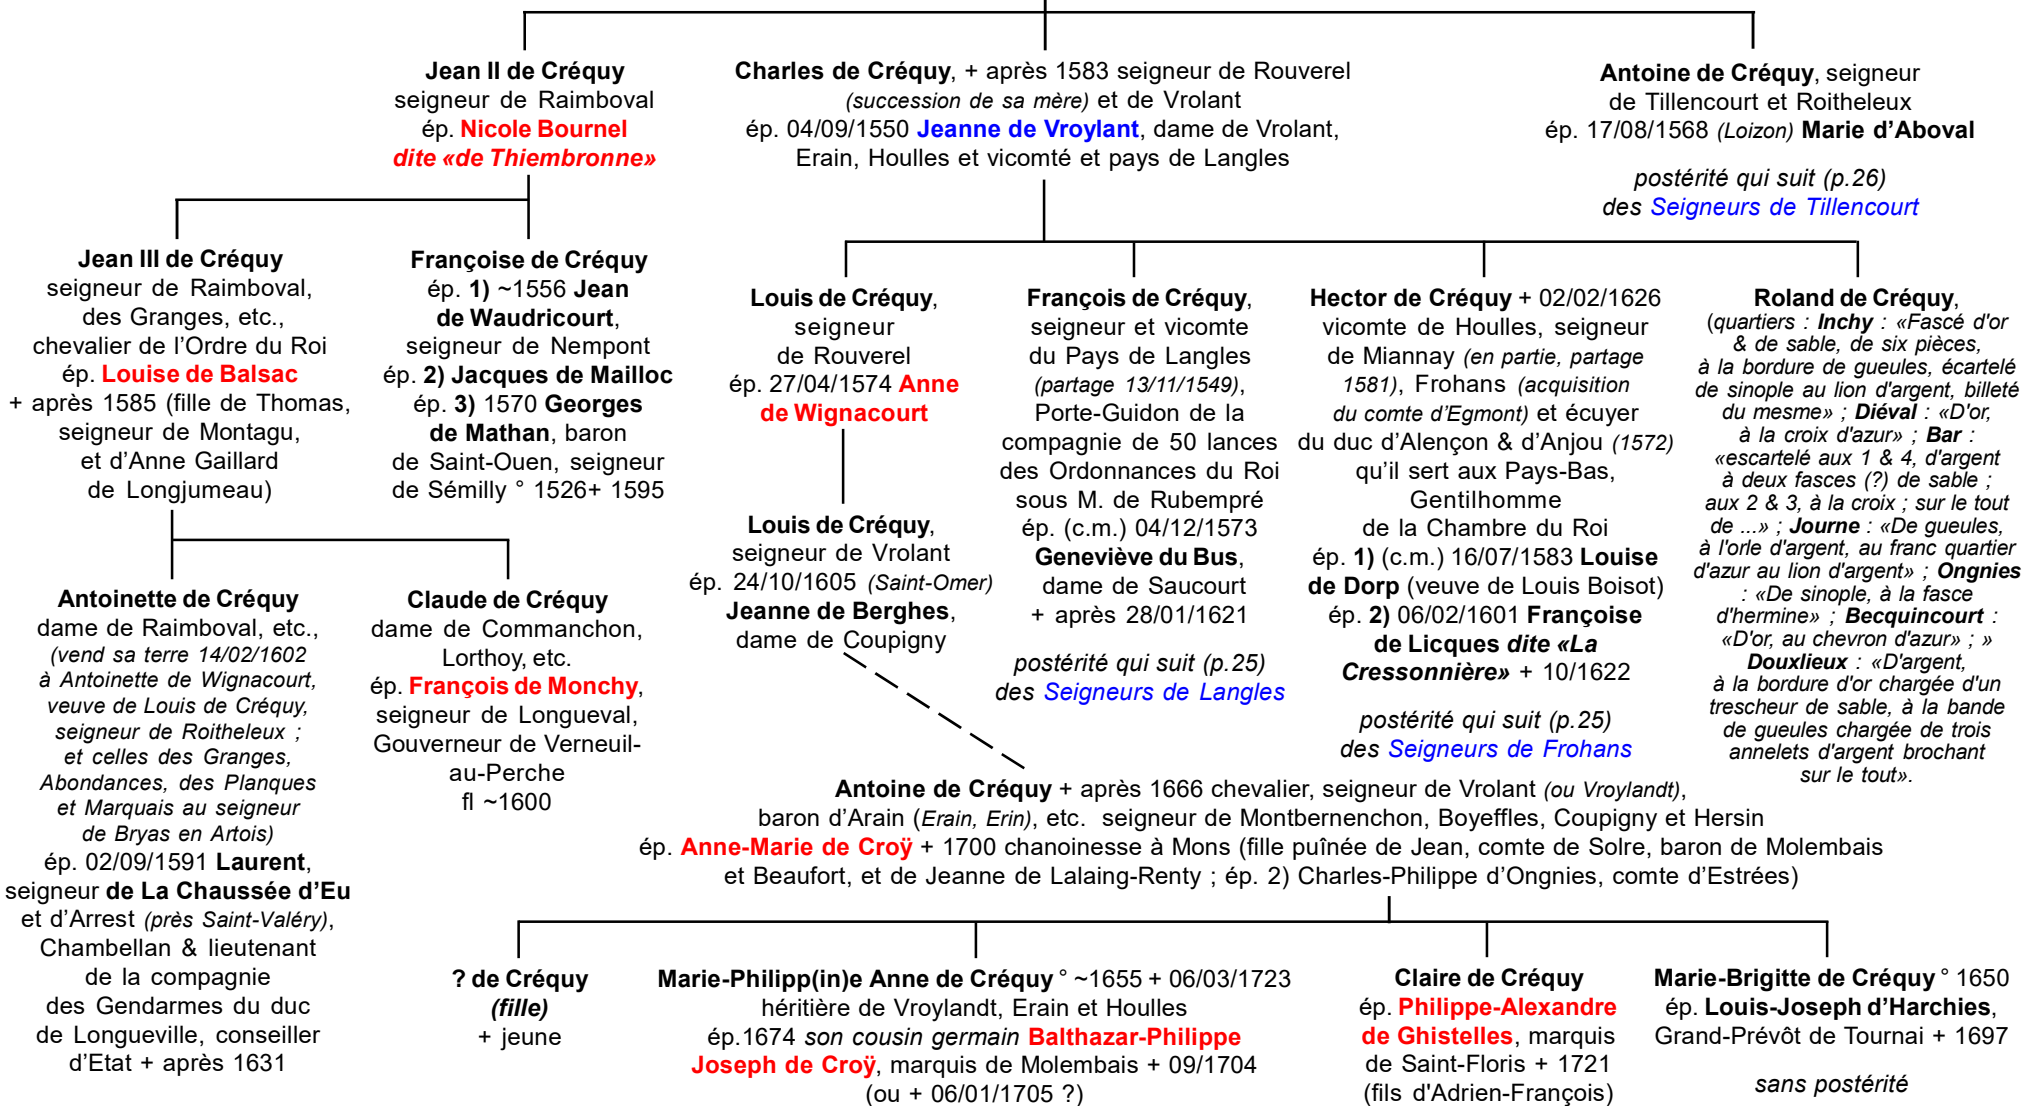 Jean II de Créquy
seigneur de Raimboval
ép. Nicole Bournel
dite «de Thiembronne»
Charles de Créquy, + après 1583 seigneur de Rouverel
(succession de sa mère) et de Vrolant
ép. 04/09/1550 Jeanne de Vroylant, dame de Vrolant,
Erain, Houlles et vicomté et pays de Langles
Antoine de Créquy, seigneur
de Tillencourt et Roitheleux
ép. 17/08/1568 (Loizon) Marie d’Aboval
postérité qui suit (p.26)
des Seigneurs de Tillencourt
Jean III de Créquy
seigneur de Raimboval,
des Granges, etc.,
chevalier de l’Ordre du Roi
ép. Louise de Balsac
+ après 1585 (fille de Thomas,
seigneur de Montagu,
et d’Anne Gaillard
de Longjumeau)
Françoise de Créquy
ép. 1) ~1556 Jean
de Waudricourt,
seigneur de Nempont
ép. 2) Jacques de Mailloc
ép. 3) 1570 Georges
de Mathan, baron
de Saint-Ouen, seigneur
de Sémilly ° 1526+ 1595
Louis de Créquy,
seigneur
de Rouverel
ép. 27/04/1574 Anne
de Wignacourt
François de Créquy,
seigneur et vicomte
du Pays de Langles
(partage 13/11/1549),
Porte-Guidon de la
compagnie de 50 lances
des Ordonnances du Roi
sous M. de Rubempré
ép. (c.m.) 04/12/1573
Geneviève du Bus,
dame de Saucourt
+ après 28/01/1621
postérité qui suit (p.25)
des Seigneurs de Langles
Hector de Créquy + 02/02/1626
vicomte de Houlles, seigneur
de Miannay (en partie, partage
1581), Frohans (acquisition
du comte d’Egmont) et écuyer
du duc d’Alençon & d’Anjou (1572)
qu’il sert aux Pays-Bas,
Gentilhomme
de la Chambre du Roi
ép. 1) (c.m.) 16/07/1583 Louise
de Dorp (veuve de Louis Boisot)
ép. 2) 06/02/1601 Françoise
de Licques dite «La
Cressonnière» + 10/1622
postérité qui suit (p.25)
des Seigneurs de Frohans
Roland de Créquy,
(quartiers : Inchy : «Fascé d'or
& de sable, de six pièces,
à la bordure de gueules, écartelé
de sinople au lion d'argent, billeté
du mesme» ; Diéval : «D'or,
à la croix d'azur» ; Bar :
«escartelé aux 1 & 4, d'argent
à deux fasces (?) de sable ;
aux 2 & 3, à la croix ; sur le tout
de ...» ; Journe : «De gueules,
à l'orle d'argent, au franc quartier
d'azur au lion d'argent» ; Ongnies
: «De sinople, à la fasce
d'hermine» ; Becquincourt :
«D'or, au chevron d'azur» ; »
Douxlieux : «D'argent,
à la bordure d'or chargée d'un
trescheur de sable, à la bande
de gueules chargée de trois
annelets d'argent brochant
sur le tout».
Louis de Créquy,
seigneur de Vrolant
ép. 24/10/1605 (Saint-Omer)
Jeanne de Berghes,
dame de Coupigny
Antoinette de Créquy
dame de Raimboval, etc.,
(vend sa terre 14/02/1602
à Antoinette de Wignacourt,
veuve de Louis de Créquy,
seigneur de Roitheleux ;
et celles des Granges,
Abondances, des Planques
et Marquais au seigneur
de Bryas en Artois)
ép. 02/09/1591 Laurent,
seigneur de La Chaussée d’Eu
et d’Arrest (près Saint-Valéry),
Chambellan & lieutenant
de la compagnie
des Gendarmes du duc
de Longueville, conseiller
d’Etat + après 1631
Claude de Créquy
dame de Commanchon,
Lorthoy, etc.
ép. François de Monchy,
seigneur de Longueval,
Gouverneur de Verneuil-
au-Perche
fl ~1600
Antoine de Créquy + après 1666 chevalier, seigneur de Vrolant (ou Vroylandt),
baron d’Arain (Erain, Erin), etc. seigneur de Montbernenchon, Boyeffles, Coupigny et Hersin
ép. Anne-Marie de Croÿ + 1700 chanoinesse à Mons (fille puînée de Jean, comte de Solre, baron de Molembais
et Beaufort, et de Jeanne de Lalaing-Renty ; ép. 2) Charles-Philippe d’Ongnies, comte d’Estrées)
? de Créquy
(fille)
+ jeune
Marie-Philipp(in)e Anne de Créquy ° ~1655 + 06/03/1723
héritière de Vroylandt, Erain et Houlles
ép.1674 son cousin germain Balthazar-Philippe
Joseph de Croÿ, marquis de Molembais + 09/1704
(ou + 06/01/1705 ?)
Claire de Créquy
ép. Philippe-Alexandre
de Ghistelles, marquis
de Saint-Floris + 1721
(fils d'Adrien-François)
Marie-Brigitte de Créquy ° 1650
ép. Louis-Joseph d’Harchies,
Grand-Prévôt de Tournai + 1697
sans postérité